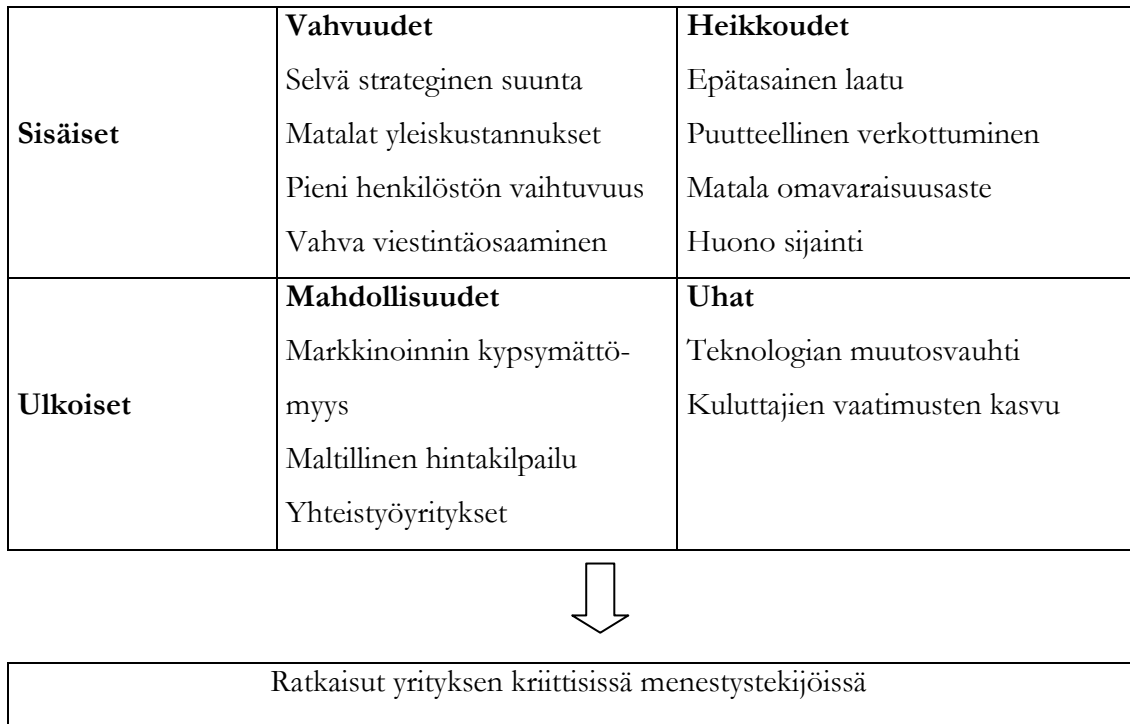 Vahvuudet
Selvä strateginen suunta
Matalat yleiskustannukset
Pieni henkilöstön vaihtuvuus
Vahva viestintäosaaminen
Heikkoudet
Epätasainen laatu
Puutteellinen verkottuminen
Matala omavaraisuusaste
Huono sijainti
Sisäiset
Mahdollisuudet
Markkinoinnin kypsymättö-
myys
Maltillinen hintakilpailu
Yhteistyöyritykset
Uhat
Teknologian muutosvauhti
Kuluttajien vaatimusten kasvu
Ulkoiset
Ratkaisut yrityksen kriittisissä menestystekijöissä